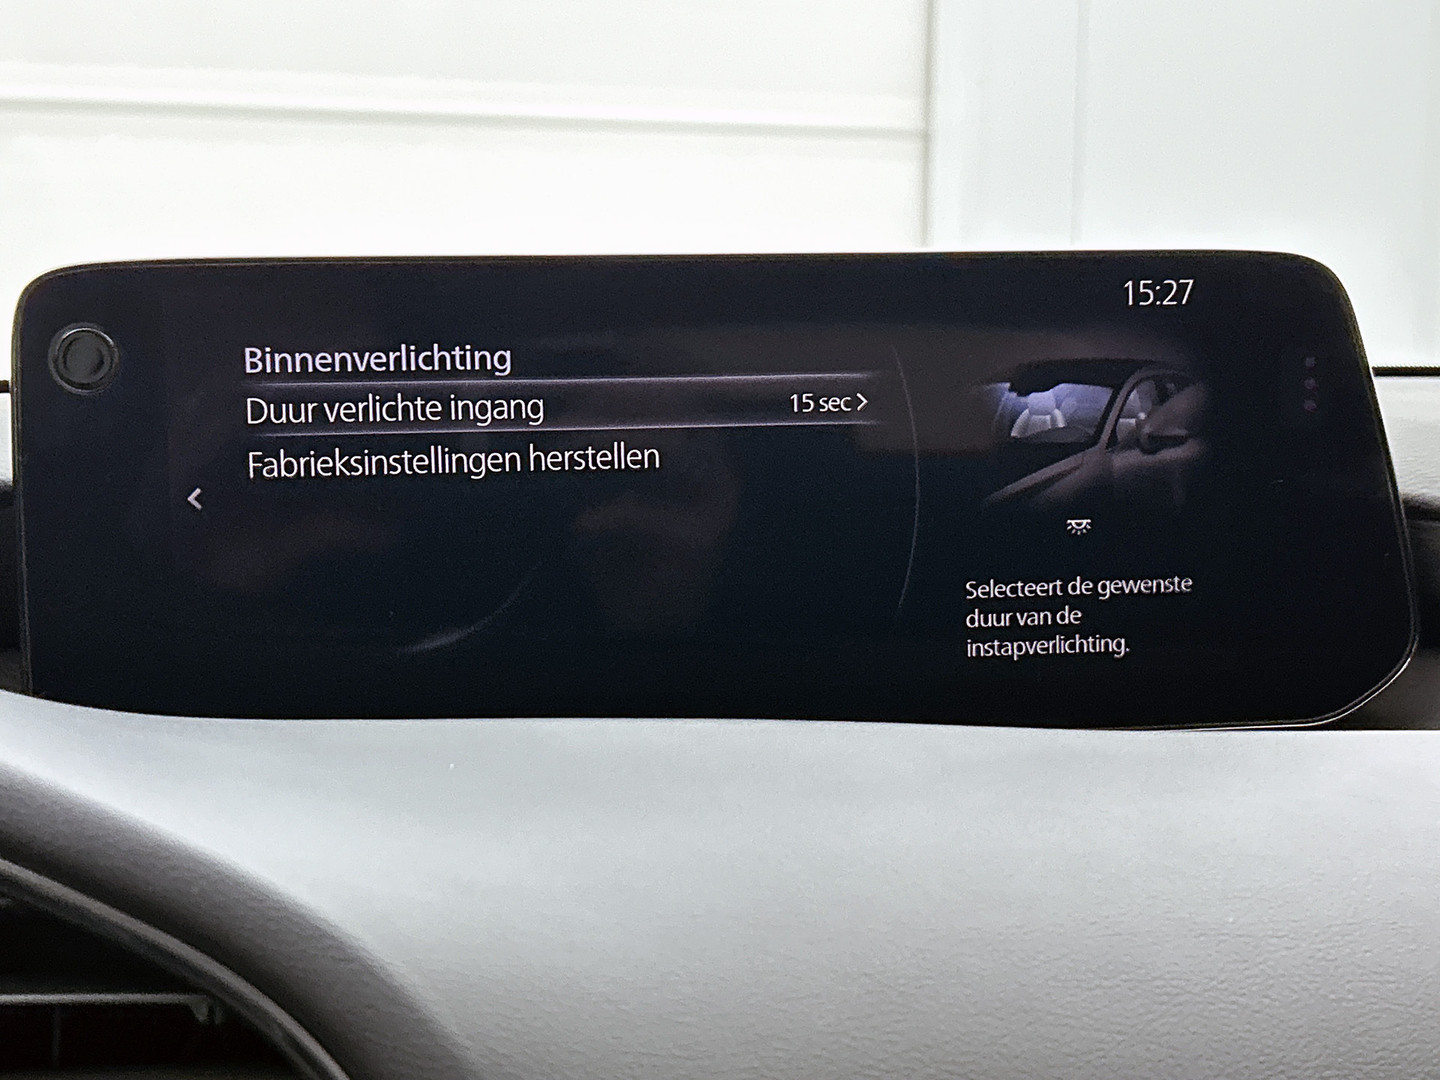 15:27
Binnenverlichting
Duur verlichte ingang 15 sec
Fabrieksinstellingen herstellen
Selecteert de gewenste
duur van de
instapverlichting.